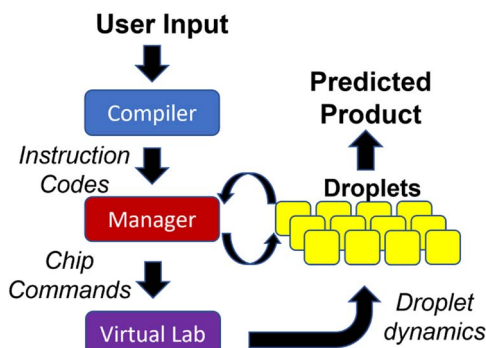 User Input
Compiler
Instruction
Codes
Manager
Chip
Commands
Virtual Lab
Predicted
Product
Droplets
Droplet
dynamics